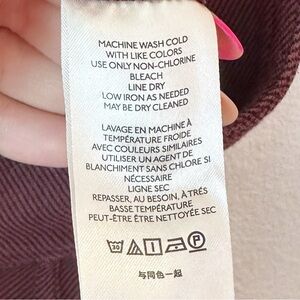 MACHINE WASH COLD
WITH LIKE COLORS
USE ONLY NON-CHLORINE
BLEACH
LINE DRY
LOW IRON AS NEEDED
MAY BE DRY CLEANED
LAVAGE EN MACHINE À
TEMPÉRATURE FROIDE
AVEC COULEURS SIMILAIRES
UTILISER UN AGENT DE
BLANCHIMENT SANS CHLORE SI
NÉCESSAIRE
LIGNE SEC
REPASSER, AU BESOIN, À TRÉS
BASSE TEMPÉRATURE
PEUT-ÊTRE ÊTRE NETTOYÉE SEC
30 P
与同色一起